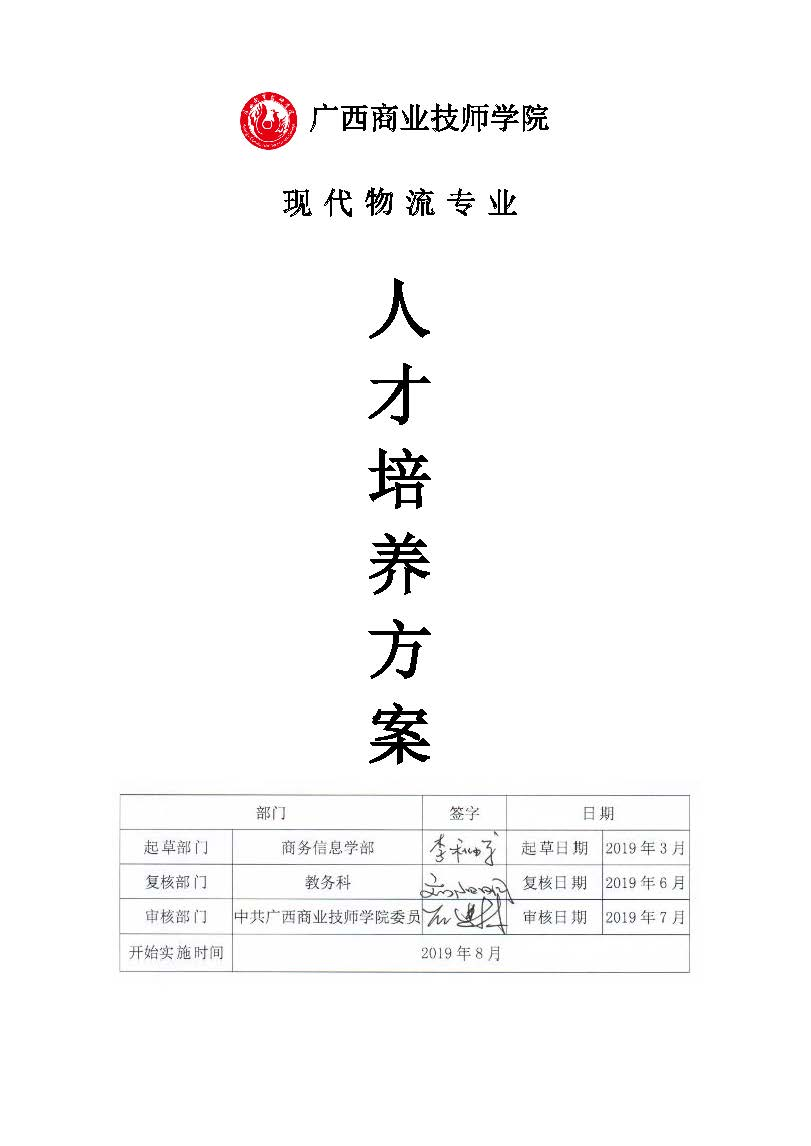 广西商业技师学院
现代物流专业
人
才
培
养
方
案
部门 签字 日期
起草部门 商务信息学部 起草日期 2019年3月
复核部门 教务科 复核日期 2019年6月
审核部门 中共广西商业技师学院委员 审核日期 2019年7月
开始实施时间 2019年8月